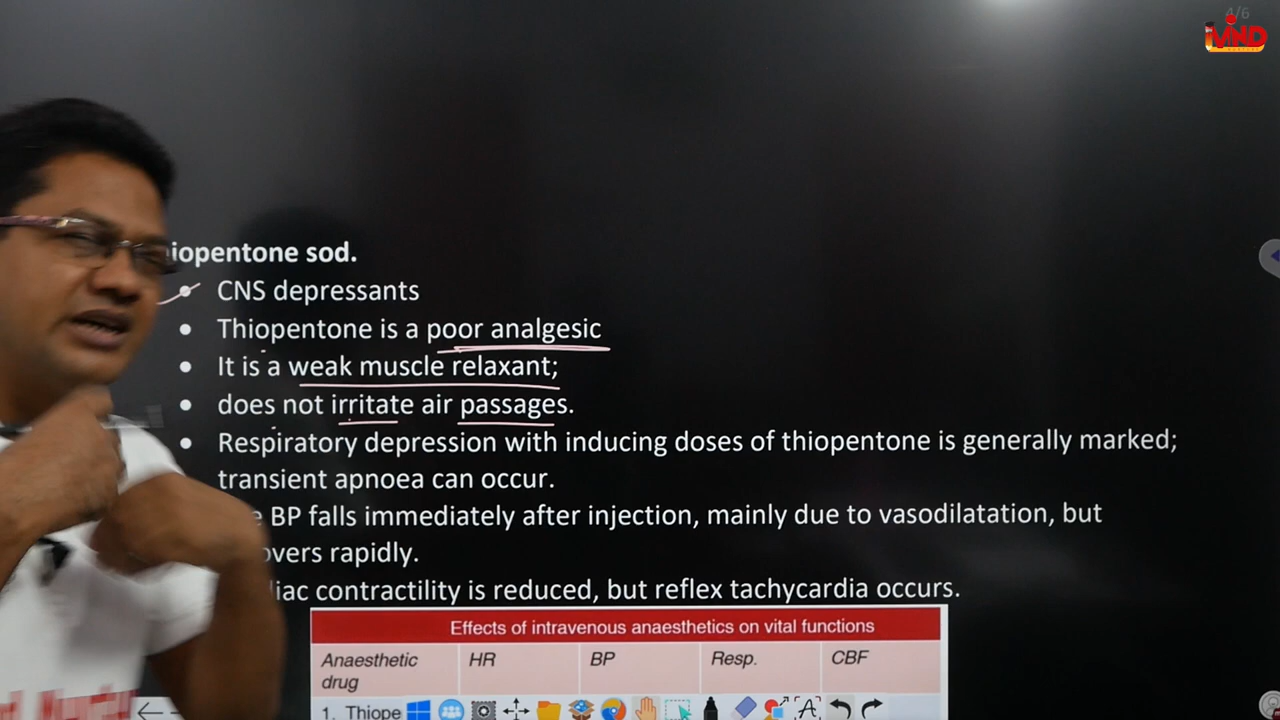 4/6
iMIND
iopentone sod.
• CNS depressants
• Thiopentone is a poor analgesic
• It is a weak muscle relaxant;
• does not irritate air passages.
• Respiratory depression with inducing doses of thiopentone is generally marked;
transient apnoea can occur.
e BP falls immediately after injection, mainly due to vasodilatation, but
overs rapidly.
iac contractility is reduced, but reflex tachycardia occurs.
Effects of intravenous anaesthetics on vital functions
Anaesthetic drug HR BP Resp. CBF
1. Thiope